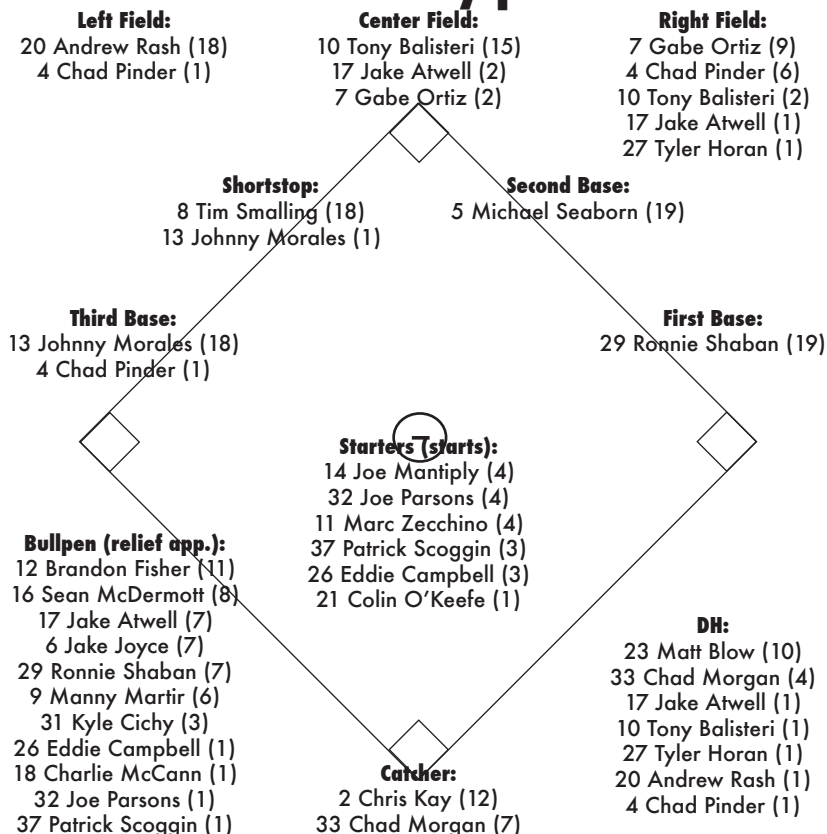 Left Field:
20 Andrew Rash (18)
4 Chad Pinder (1)
Center Field:
10 Tony Balisteri (15)
17 Jake Atwell (2)
7 Gabe Ortiz (2)
Right Field:
7 Gabe Ortiz (9)
4 Chad Pinder (6)
10 Tony Balisteri (2)
17 Jake Atwell (1)
27 Tyler Horan (1)
Shortstop:
8 Tim Smalling (18)
13 Johnny Morales (1)
Second Base:
5 Michael Seaborn (19)
Third Base:
13 Johnny Morales (18)
4 Chad Pinder (1)
First Base:
29 Ronnie Shaban (19)
Starters (starts):
14 Joe Mantiply (4)
32 Joe Parsons (4)
11 Marc Zecchino (4)
37 Patrick Scoggin (3)
26 Eddie Campbell (3)
21 Colin O’Keefe (1)
Bullpen (relief app.):
12 Brandon Fisher (11)
16 Sean McDermott (8)
17 Jake Atwell (7)
6 Jake Joyce (7)
29 Ronnie Shaban (7)
9 Manny Martir (6)
31 Kyle Cichy (3)
26 Eddie Campbell (1)
18 Charlie McCann (1)
32 Joe Parsons (1)
37 Patrick Scoggin (1)
Catcher:
2 Chris Kay (12)
33 Chad Morgan (7)
DH:
23 Matt Blow (10)
33 Chad Morgan (4)
17 Jake Atwell (1)
10 Tony Balisteri (1)
27 Tyler Horan (1)
20 Andrew Rash (1)
4 Chad Pinder (1)